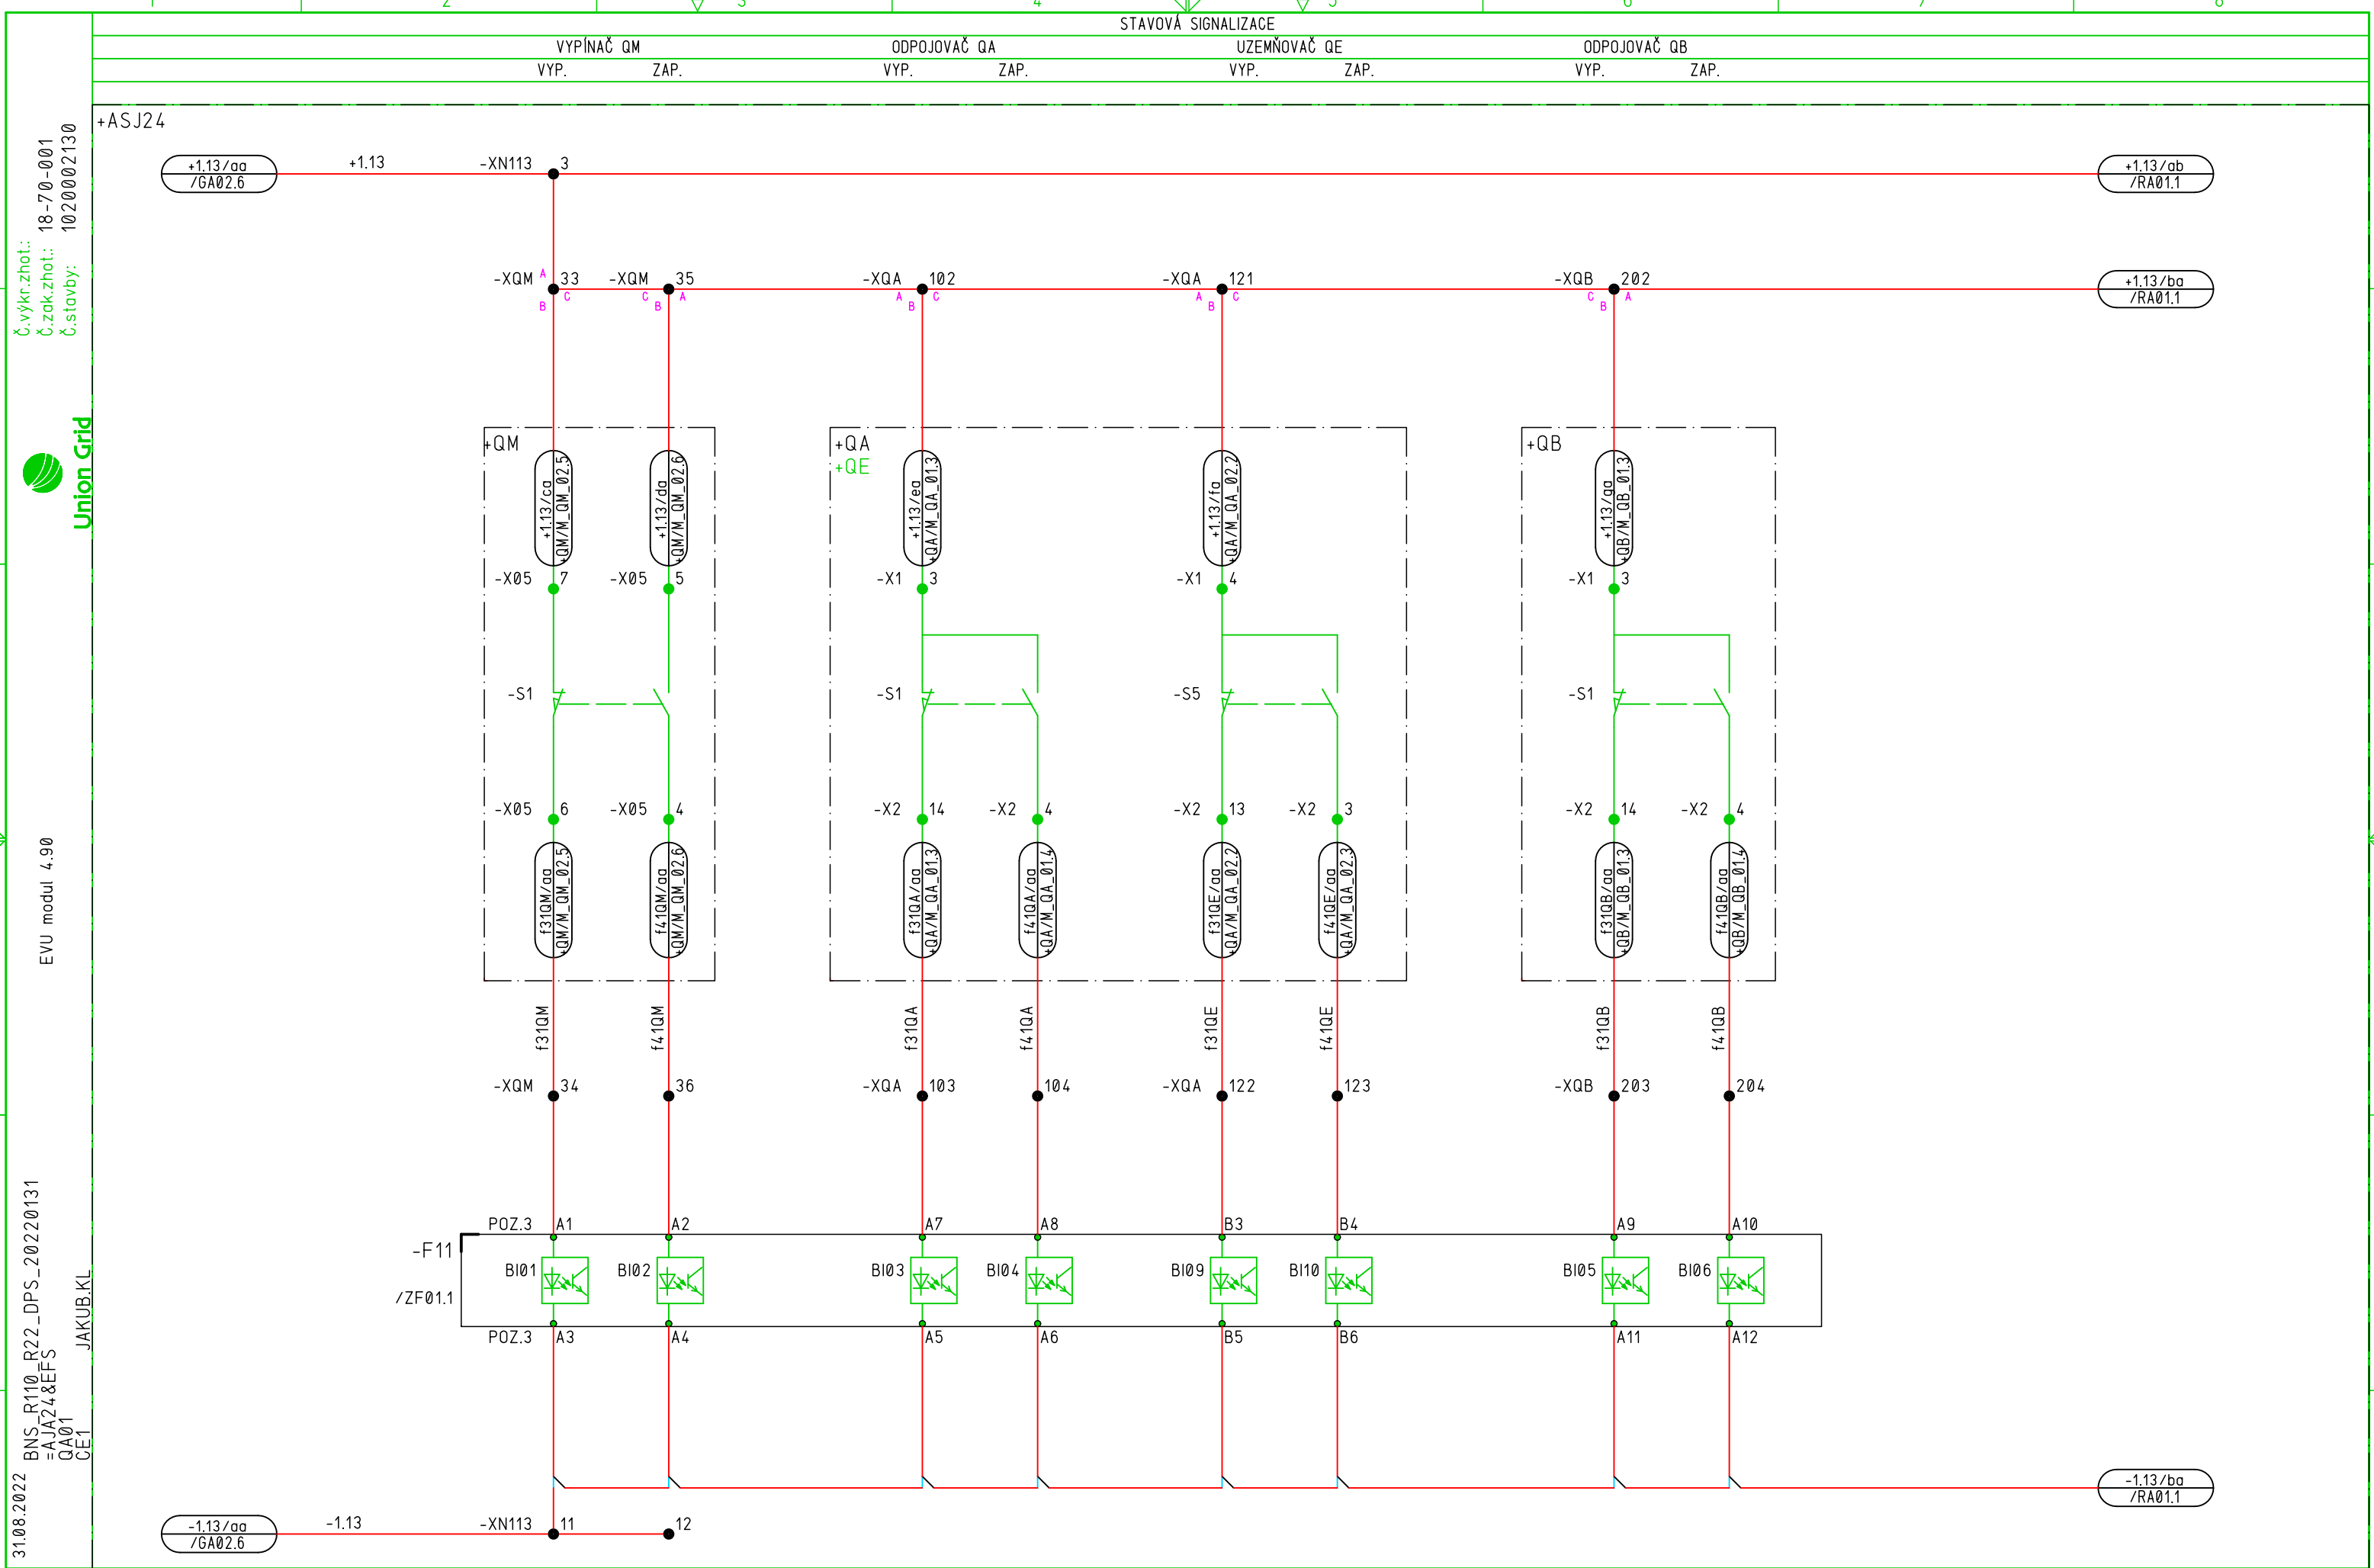 1 2 3 4 5 6 7 8
STAVOVÁ SIGNALIZACE
VYPÍNAČ QM ODPOJOVAČ QA UZEMŇOVAČ QE ODPOJOVAČ QB
VYP. ZAP. VYP. ZAP. VYP. ZAP. VYP. ZAP.
+ASJ24
+1.13/aa
/GA02.6
+1.13
-XN113 3
+1.13/ab
/RA01.1
-XQM 33 -XQM 35 -XQA 102 -XQA 121 -XQB 202
A
B C C B A A B C A B C C B A
+1.13/ba
/RA01.1
+QM +QA +QB
+QE
+1.13/ca
+QM/M_QM_02.5
+1.13/da
+QM/M_QM_02.6
+1.13/ea
+QA/M_QA_01.3
+1.13/fa
+QA/M_QA_02.2
+1.13/ga
+QB/M_QB_01.3
-X05 7 -X05 5 -X1 3 -X1 4 -X1 3
-S1 -S1 -S5 -S1
-X05 6 -X05 4 -X2 14 -X2 4 -X2 13 -X2 3 -X2 14 -X2 4
f31QM/aa
+QM/M_QM_02.5
f41QM/aa
+QM/M_QM_02.6
f31QA/aa
+QA/M_QA_01.3
f41QA/aa
+QA/M_QA_01.4
f31QE/aa
+QA/M_QA_02.2
f41QE/aa
+QA/M_QA_02.3
f31QB/aa
+QB/M_QB_01.3
f41QB/aa
+QB/M_QB_01.4
f31QM f41QM f31QA f41QA f31QE f41QE f31QB f41QB
-XQM 34 36 -XQA 103 104 -XQA 122 123 -XQB 203 204
POZ.3 A1 A2 A7 A8 B3 B4 A9 A10
-F11
/ZF01.1
BI01 BI02 BI03 BI04 BI09 BI10 BI05 BI06
POZ.3 A3 A4 A5 A6 B5 B6 A11 A12
-1.13/ba
/RA01.1
-1.13/aa
/GA02.6
-1.13
-XN113 11 12
Č.výkr.zhot.:
Č.zak.zhot.: 18-70-001
Č.stavby: 1020002130
Union Grid
EVU modul 4.90
BNS_R110_R22_DPS_20220131
=AJA24&EFS
QA01
CE1 JAKUB.KL
31.08.2022